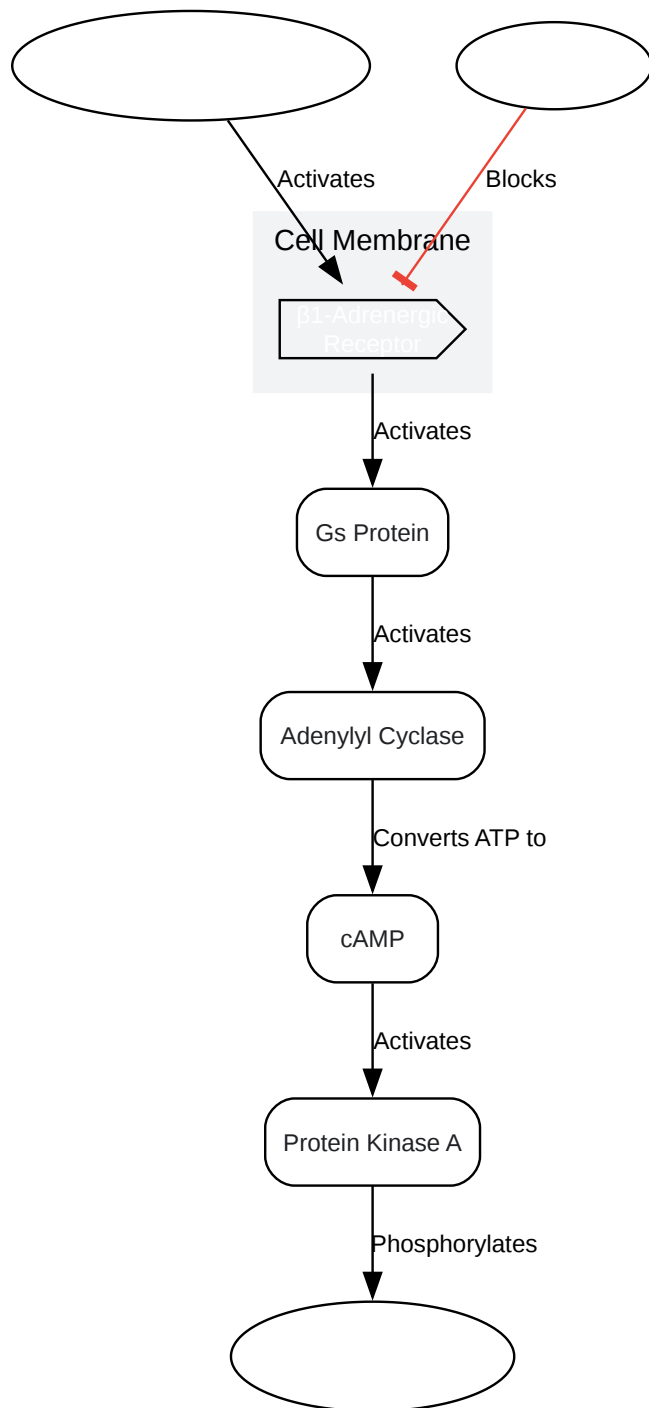 Activates
Blocks
Cell Membrane
β1-Adrenergic
Receptor
Activates
Gs Protein
Activates
Adenylyl Cyclase
Converts ATP to
cAMP
Activates
Protein Kinase A
Phosphorylates